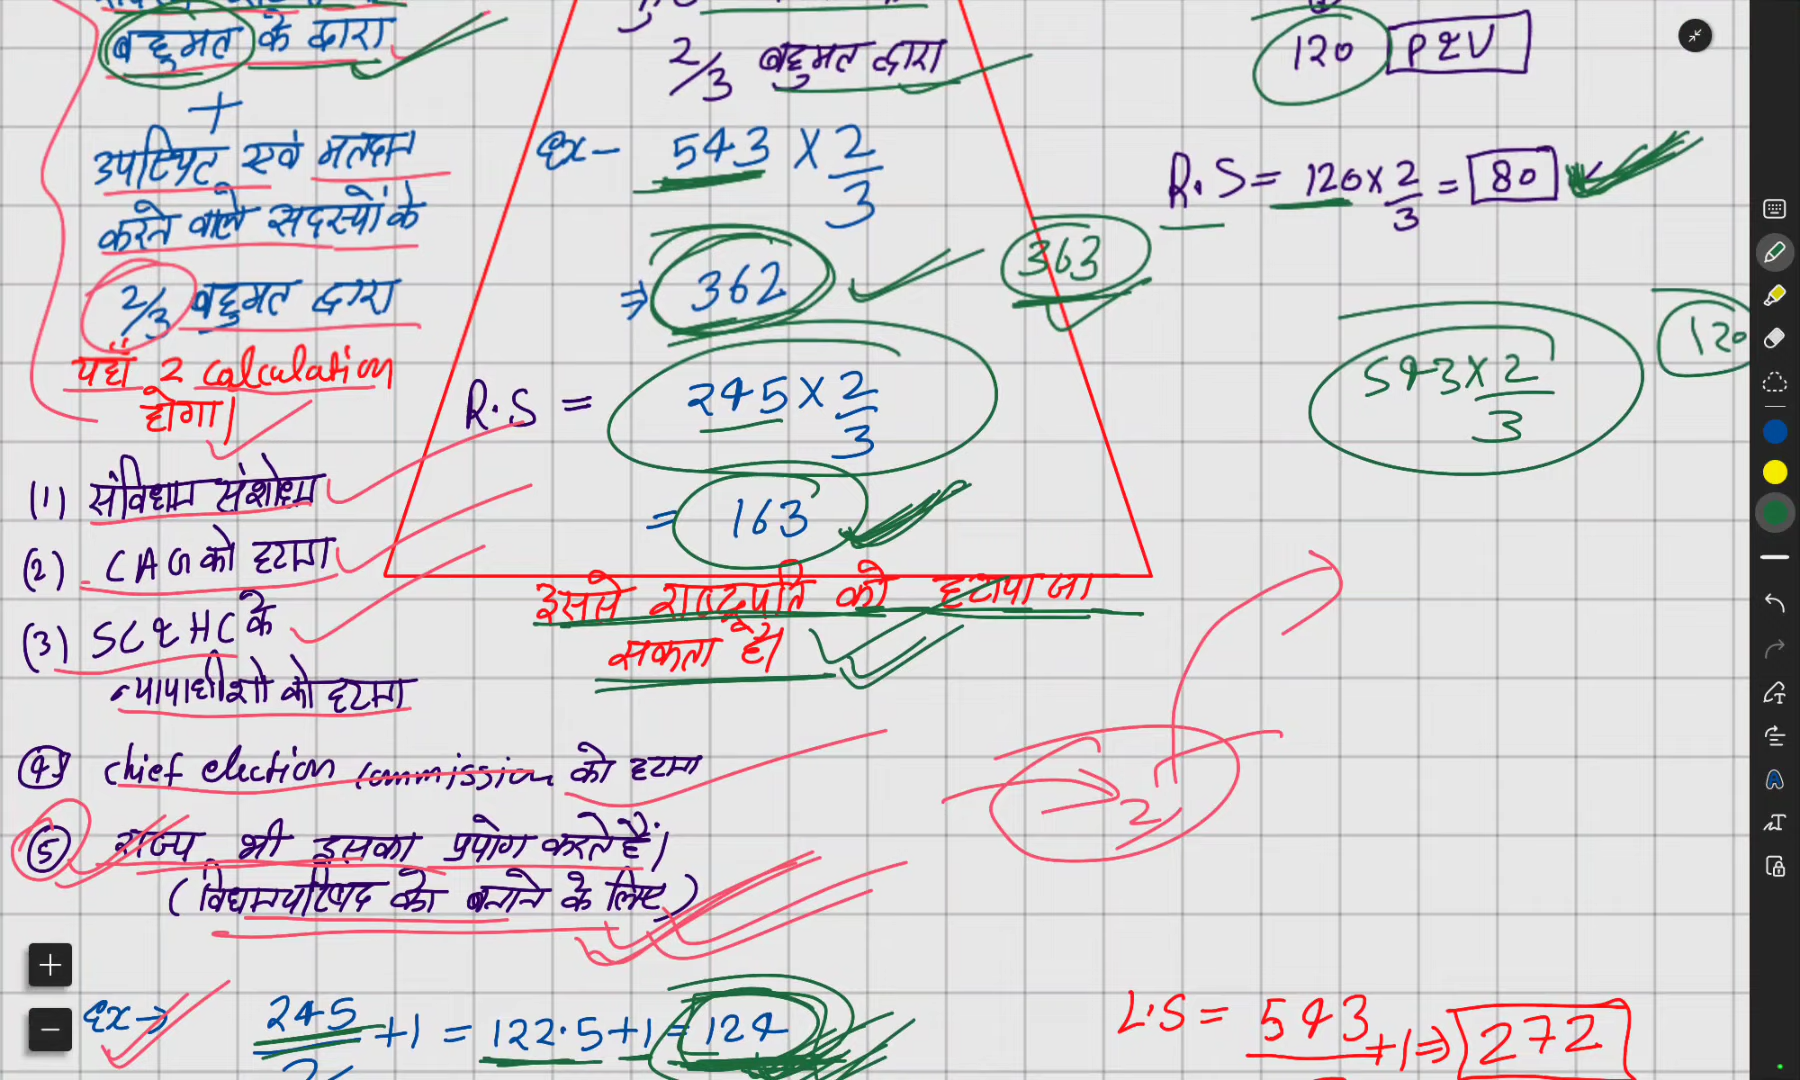 बहुमत के द्वारा
+
उपस्थित एवं मतदान
करने वाले सदस्यों के
2/3 बहुमत द्वारा
यहाँ 2 calculation
होगा।
(1) संविधान संशोधन
(2) CAG को हटाना
(3) SC & HC के
न्यायाधीशों को हटाना
(4) chief election commission को हटाना
(5) राज्य भी इसका प्रयोग करते हैं।
(विधानपरिषद को बनाने के लिए)
ex→ 245/2 +1 = 122.5+1 = 124
2/3 बहुमत द्वारा
ex- 543 × 2/3
⇒ 362
363
R.S = 245 × 2/3
= 163
इससे राष्ट्रपति को हटाया जा
सकता है।
120 P&V
R.S = 120 × 2/3 = 80
543 × 2/3
120
2
L.S = 543 +1 ⇒ 272